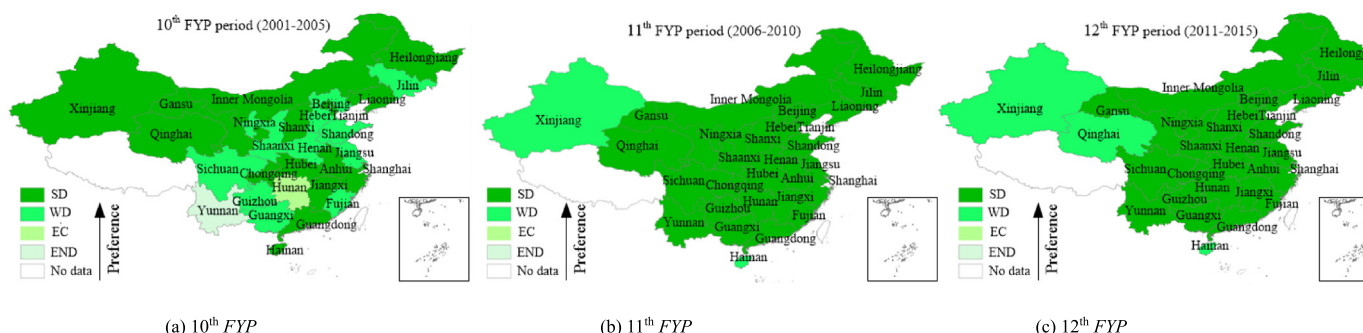 10th FYP period (2001-2005)
Heilongjiang
Jilin
Xinjiang
Gansu
Inner Mongolia
Beijing
Liaoning
Hebei
Tianjin
Ningxia
Shanxi
Shandong
Qinghai
Shaanxi
Henan
Jiangsu
Sichuan
Chongqing
Hubei
Anhui
Shanghai
Hunan
Jiangxi
Guizhou
Fujian
Yunnan
Guangxi
Guangdong
Hainan
SD
WD
EC
END
No data
Preference
(a) 10th FYP
11th FYP period (2006-2010)
Heilongjiang
Jilin
Inner Mongolia
Liaoning
Beijing
Xinjiang
Gansu
Hebei
Tianjin
Ningxia
Shanxi
Shandong
Qinghai
Shaanxi
Henan
Jiangsu
Sichuan
Chongqing
Hubei
Anhui
Shanghai
Hunan
Jiangxi
Guizhou
Fujian
Yunnan
Guangxi
Guangdong
Hainan
SD
WD
EC
END
No data
Preference
(b) 11th FYP
12th FYP period (2011-2015)
Heilongjiang
Jilin
Inner Mongolia
Beijing
Liaoning
Xinjiang
Gansu
Hebei
Tianjin
Ningxia
Shanxi
Shandong
Qinghai
Shaanxi
Henan
Jiangsu
Sichuan
Chongqing
Hubei
Anhui
Shanghai
Hunan
Jiangxi
Guizhou
Fujian
Yunnan
Guangxi
Guangdong
Hainan
SD
WD
EC
END
No data
Preference
(c) 12th FYP